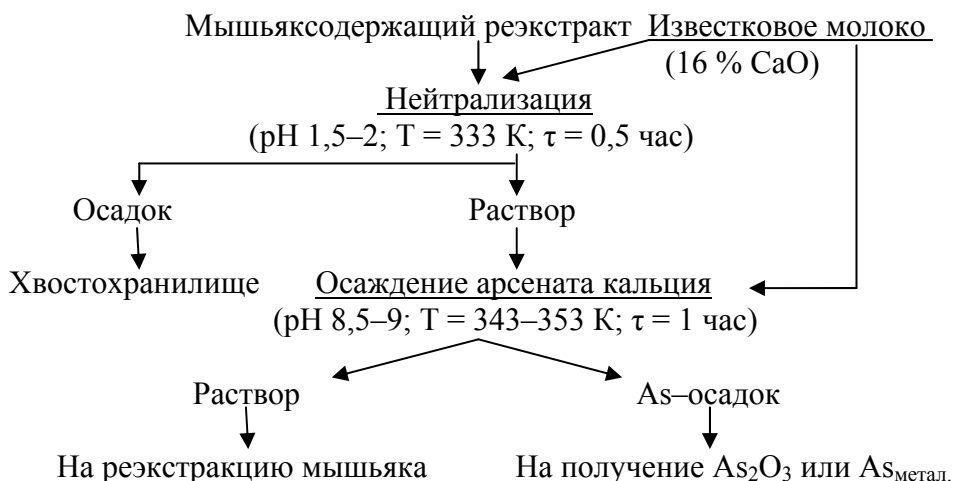 Мышьяксодержащий реэкстракт Известковое молоко
(16 % CaO)
Нейтрализация
(pH 1,5–2; T = 333 K; τ = 0,5 час)
Осадок Раствор
Хвостохранилище Осаждение арсената кальция
(pH 8,5–9; T = 343–353 K; τ = 1 час)
Раствор As–осадок
На реэкстракцию мышьяка На получение As₂O₃ или Asметал.